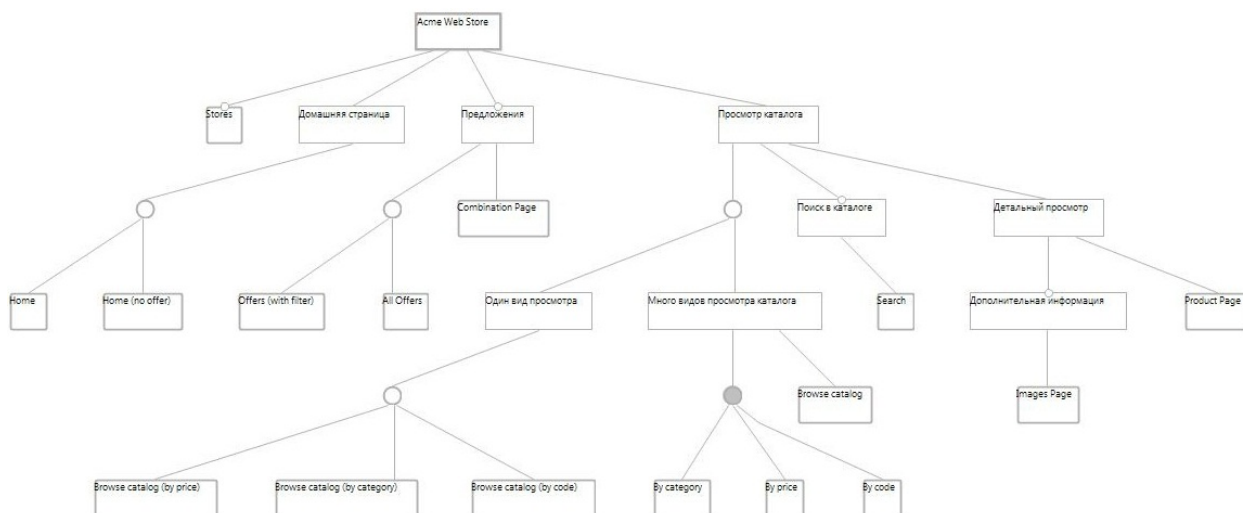 Acme Web Store
Stores
Домашняя страница
Предложения
Просмотр каталога
Combination Page
Поиск в каталоге
Детальный просмотр
Home
Home (no offer)
Offers (with filter)
All Offers
Один вид просмотра
Много видов просмотра каталога
Search
Дополнительная информация
Product Page
Browse catalog
Images Page
Browse catalog (by price)
Browse catalog (by category)
Browse catalog (by code)
By category
By price
By code